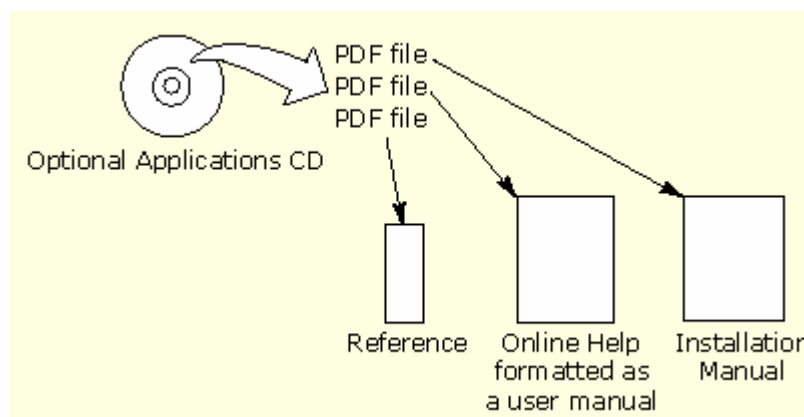 PDF file
PDF file
PDF file
Optional Applications CD
Reference
Online Help
formatted as
a user manual
Installation
Manual